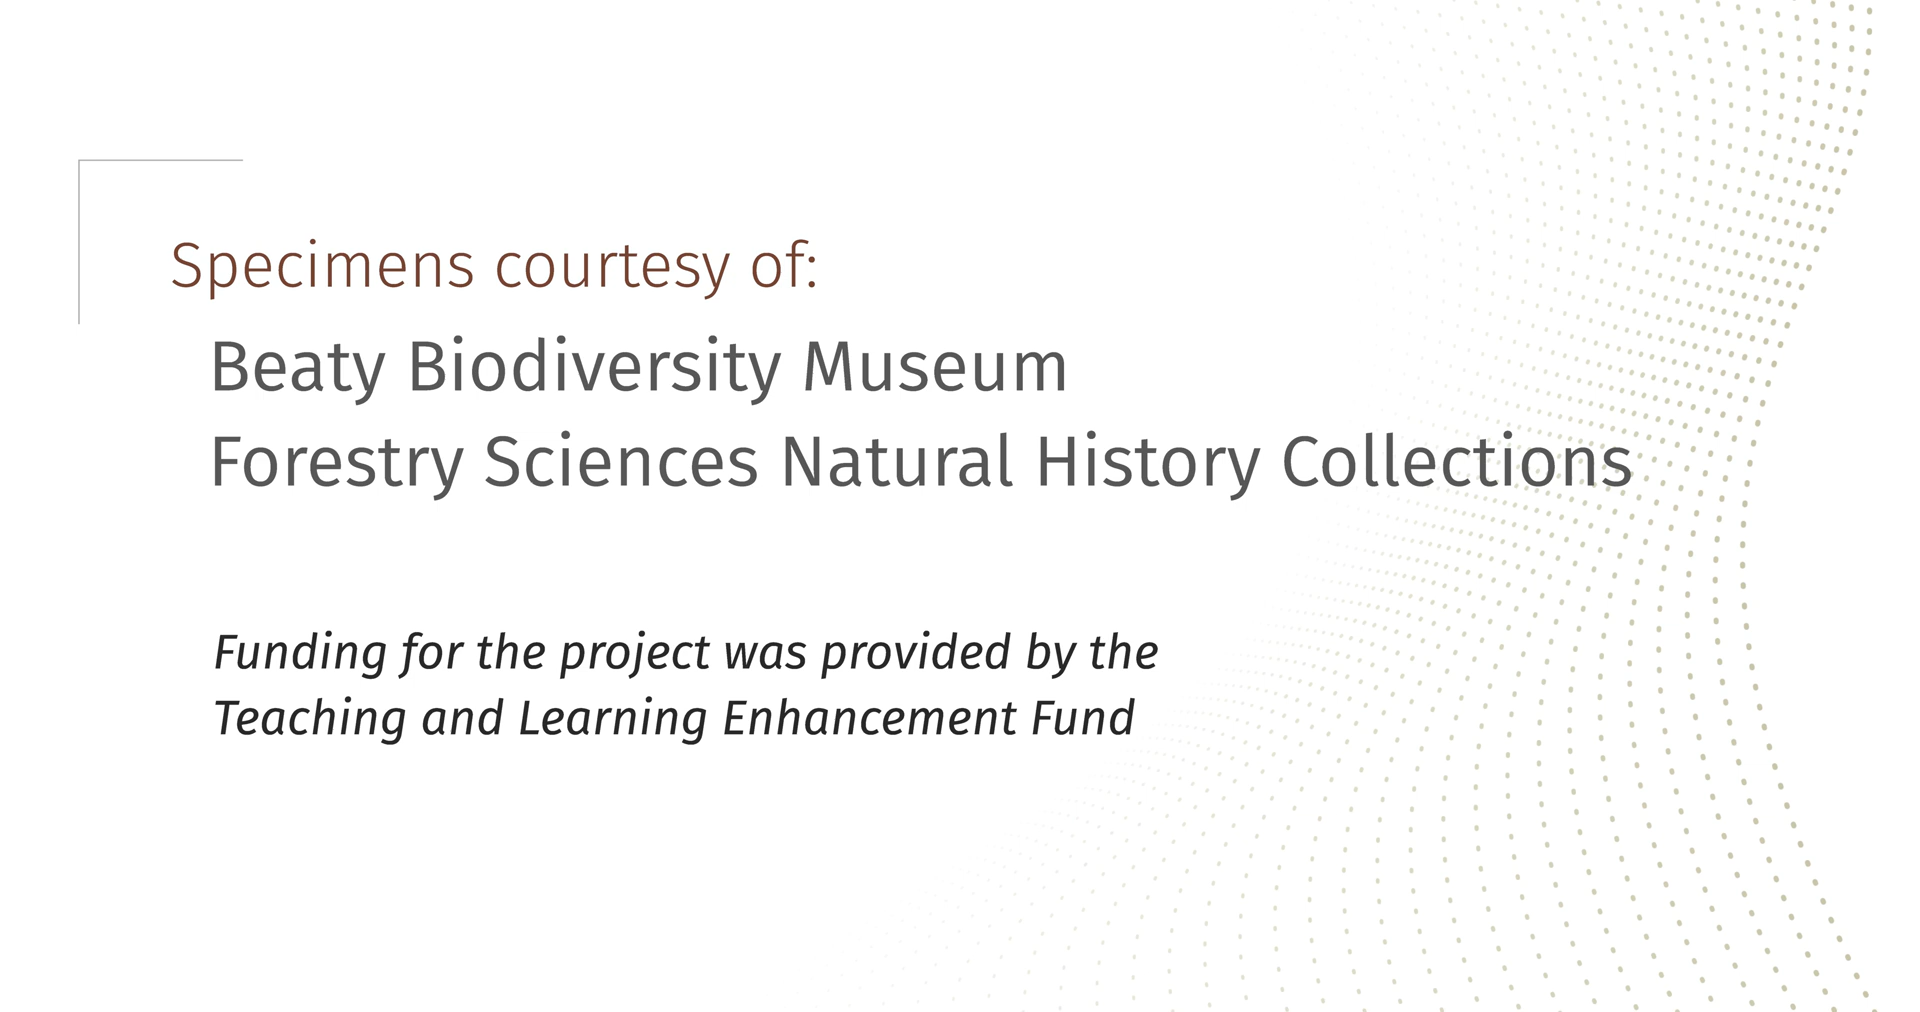 Specimens courtesy of:
Beaty Biodiversity Museum
Forestry Sciences Natural History Collections
Funding for the project was provided by the
Teaching and Learning Enhancement Fund